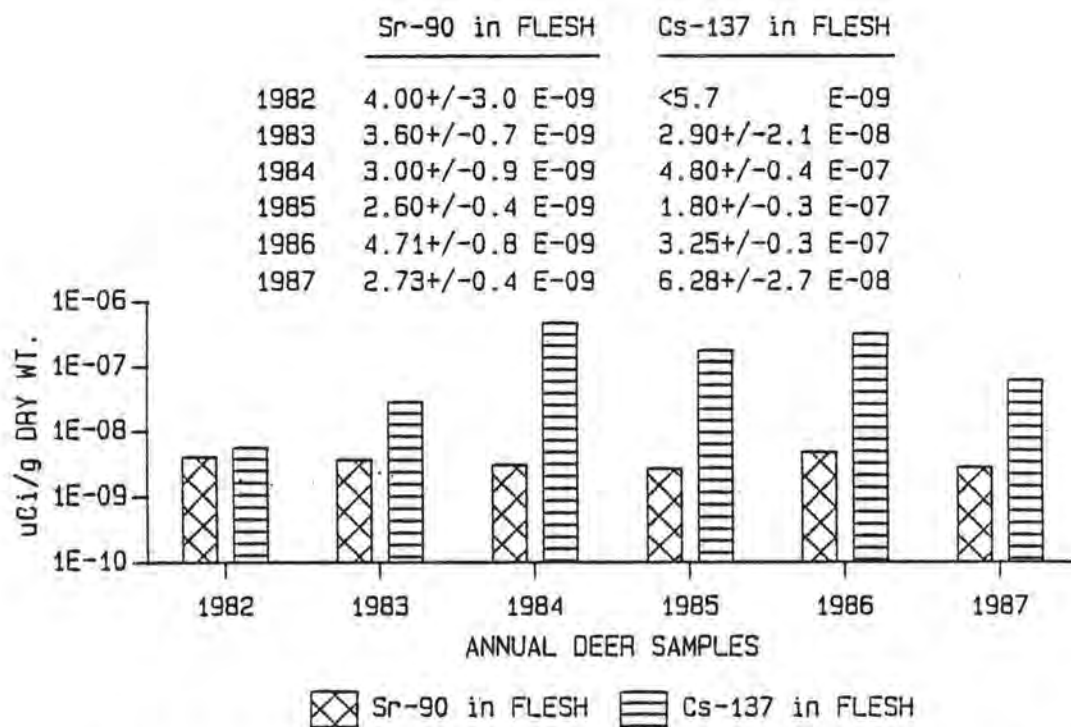 Sr-90 in FLESH Cs-137 in FLESH
1982 4.00+/-3.0 E-09 <5.7 E-09
1983 3.60+/-0.7 E-09 2.90+/-2.1 E-08
1984 3.00+/-0.9 E-09 4.80+/-0.4 E-07
1985 2.60+/-0.4 E-09 1.80+/-0.3 E-07
1986 4.71+/-0.8 E-09 3.25+/-0.3 E-07
1987 2.73+/-0.4 E-09 6.28+/-2.7 E-08
uCi/g DRY WT.
1E-06
1E-07
1E-08
1E-09
1E-10
1982 1983 1984 1985 1986 1987
ANNUAL DEER SAMPLES
Sr-90 in FLESH Cs-137 in FLESH